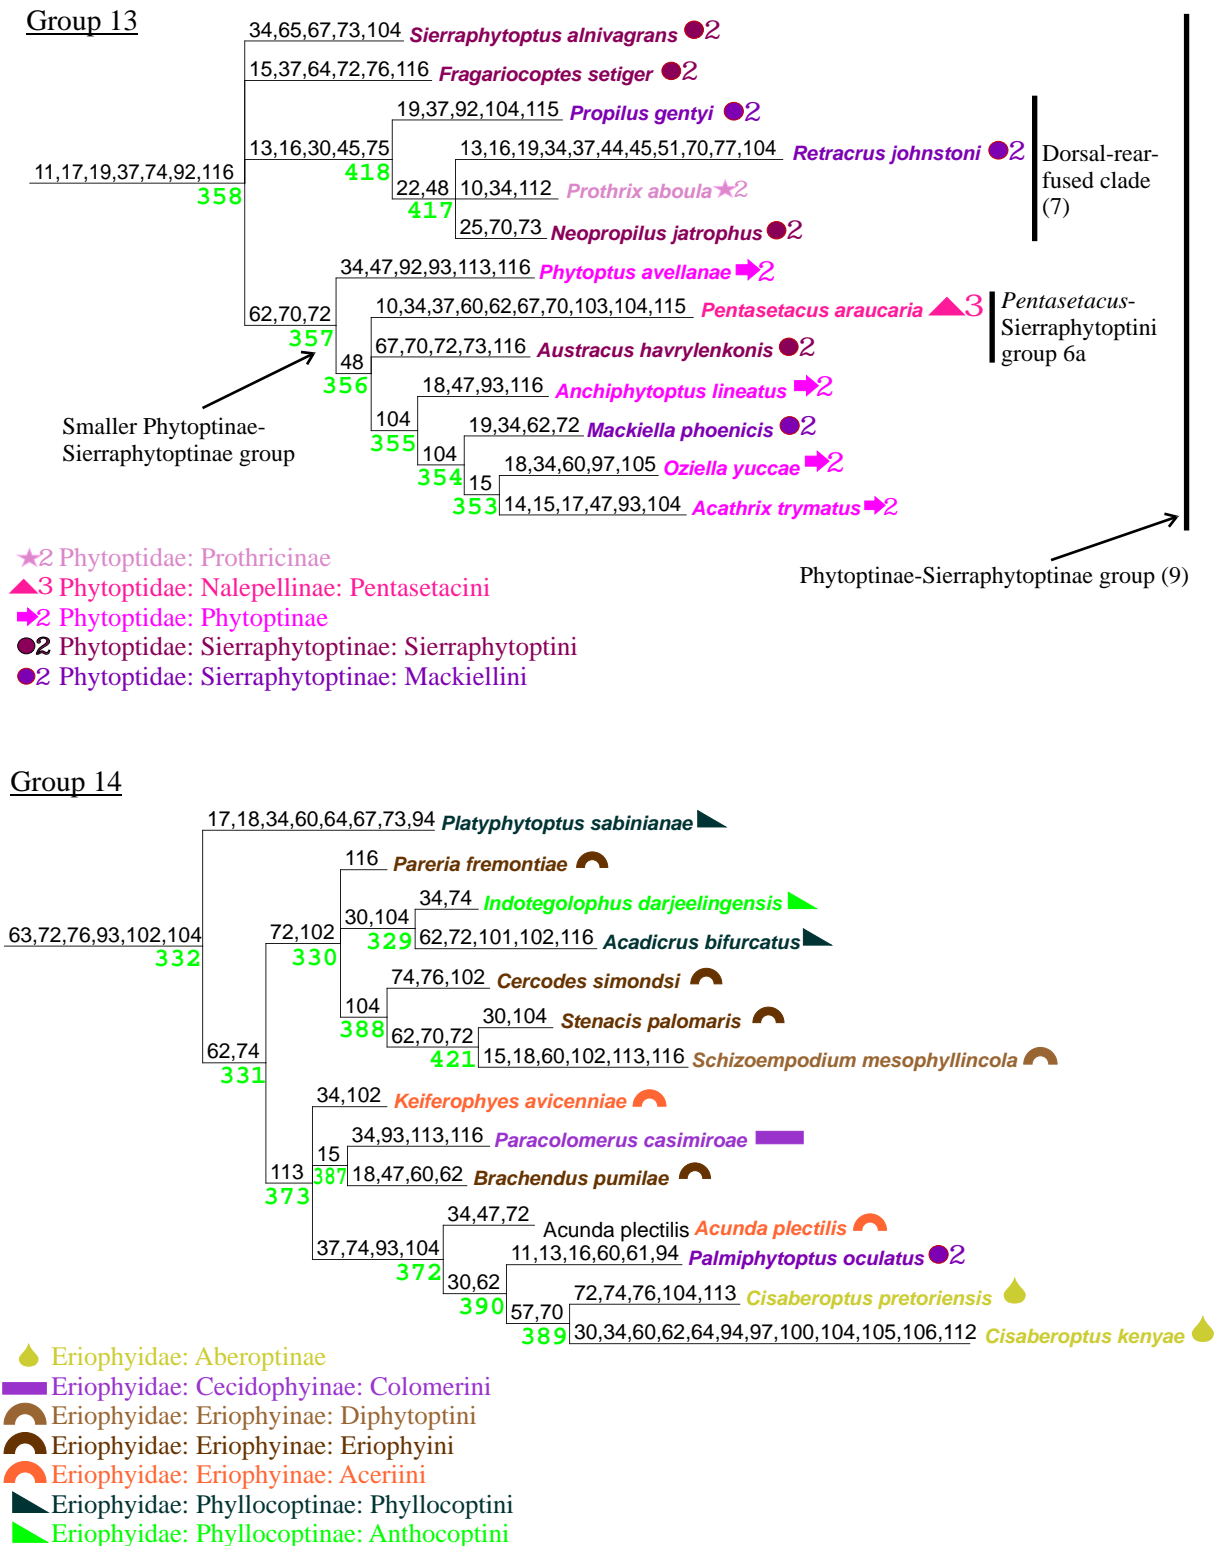 Group 13
34,65,67,73,104 Sierraphytoptus alnivagrans 2
15,37,64,72,76,116 Fragariocoptes setiger 2
19,37,92,104,115 Propilus gentyi 2
13,16,30,45,75
418
13,16,19,34,37,44,45,51,70,77,104 Retracrus johnstoni 2
Dorsal-rear-
fused clade
(7)
11,17,19,37,74,92,116
358
22,48
417
10,34,112 Prothrix aboula 2
25,70,73 Neopropilus jatrophus 2
34,47,92,93,113,116 Phytoptus avellanae 2
62,70,72
357
10,34,37,60,62,67,70,103,104,115 Pentasetacus araucaria 3
Pentasetacus-
Sierraphytoptini
group 6a
48
356
67,70,72,73,116 Austracus havrylenkonis 2
18,47,93,116 Anchiphytoptus lineatus 2
104
355
19,34,62,72 Mackiella phoenicis 2
104
354
18,34,60,97,105 Oziella yuccae 2
15
353
14,15,17,47,93,104 Acathrix trymatus 2
Smaller Phytoptinae-
Sierraphytoptinae group
Phytoptinae-Sierraphytoptinae group (9)
2 Phytoptidae: Prothricinae
3 Phytoptidae: Nalepellinae: Pentasetacini
2 Phytoptidae: Phytoptinae
2 Phytoptidae: Sierraphytoptinae: Sierraphytoptini
2 Phytoptidae: Sierraphytoptinae: Mackiellini
Group 14
17,18,34,60,64,67,73,94 Platyphytoptus sabinianae
116 Pareria fremontiae
34,74 Indotegolophus darjeelingensis
30,104
329
62,72,101,102,116 Acadicrus bifurcatus
63,72,76,93,102,104
332
72,102
330
74,76,102 Cercodes simondsi
104
388
30,104 Stenacis palomaris
62,70,72
421
15,18,60,102,113,116 Schizoempodium mesophyllincola
62,74
331
34,102 Keiferophyes avicenniae
34,93,113,116 Paracolomerus casimiroae
15
387
18,47,60,62 Brachendus pumilae
113
373
34,47,72 Acunda plectilis Acunda plectilis
37,74,93,104
372
11,13,16,60,61,94 Palmiphytoptus oculatus 2
30,62
390
72,74,76,104,113 Cisaberoptus pretoriensis
57,70
389
30,34,60,62,64,94,97,100,104,105,106,112 Cisaberoptus kenyae
Eriophyidae: Aberoptinae
Eriophyidae: Cecidophyinae: Colomerini
Eriophyidae: Eriophyinae: Diphytoptini
Eriophyidae: Eriophyinae: Eriophyini
Eriophyidae: Eriophyinae: Aceriini
Eriophyidae: Phyllocoptinae: Phyllocoptini
Eriophyidae: Phyllocoptinae: Anthocoptini